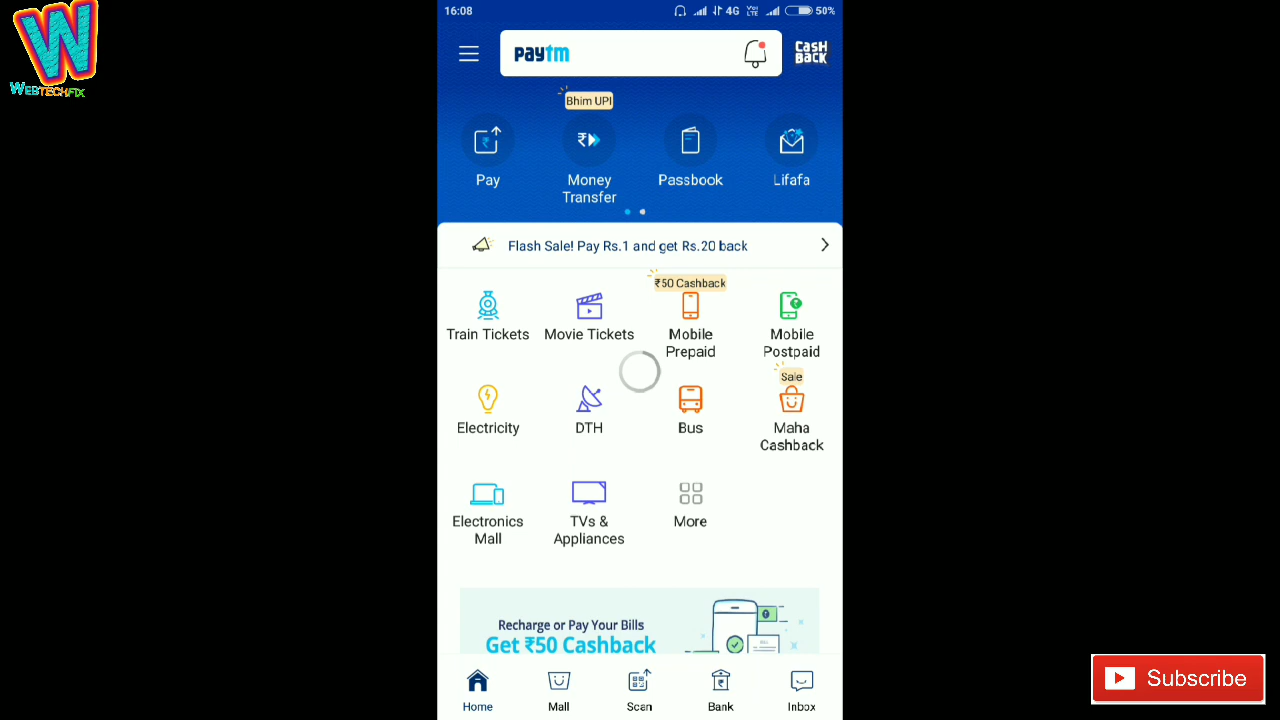 W
WEBTECHFIX
16:08
4G
VoI
LTE
50%
paytm
CASH
BACK
Bhim UPI
Pay
Money
Transfer
Passbook
Lifafa
Flash Sale! Pay Rs.1 and get Rs.20 back
₹50 Cashback
Train Tickets
Movie Tickets
Mobile
Prepaid
Mobile
Postpaid
Sale
Electricity
DTH
Bus
Maha
Cashback
Electronics
Mall
TVs &
Appliances
More
Recharge or Pay Your Bills
Get ₹50 Cashback
Home
Mall
Scan
Bank
Inbox
Subscribe